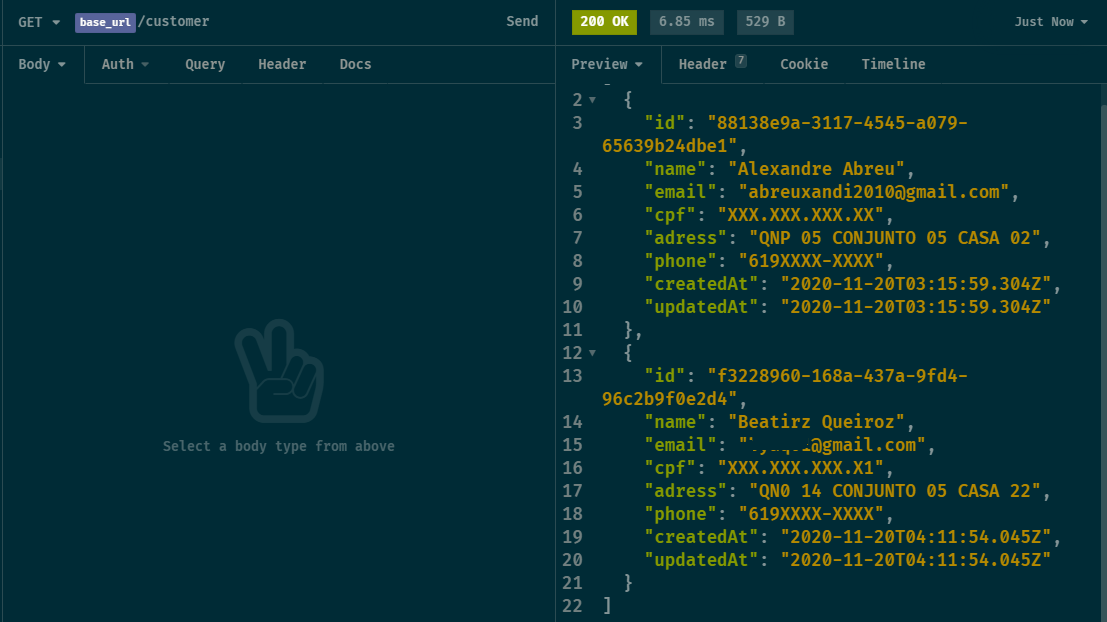 GET base_url/customer Send
Body Auth Query Header Docs
Select a body type from above
200 OK 6.85 ms 529 B Just Now
Preview Header 7 Cookie Timeline
2 {
3 "id": "88138e9a-3117-4545-a079-
65639b24dbe1",
4 "name": "Alexandre Abreu",
5 "email": "abreuxandi2010@gmail.com",
6 "cpf": "XXX.XXX.XXX.XX",
7 "adress": "QNP 05 CONJUNTO 05 CASA 02",
8 "phone": "619XXXX-XXXX",
9 "createdAt": "2020-11-20T03:15:59.304Z",
10 "updatedAt": "2020-11-20T03:15:59.304Z"
11 },
12 {
13 "id": "f3228960-168a-437a-9fd4-
96c2b9f0e2d4",
14 "name": "Beatirz Queiroz",
15 "email": "@gmail.com",
16 "cpf": "XXX.XXX.XXX.X1",
17 "adress": "QN0 14 CONJUNTO 05 CASA 22",
18 "phone": "619XXXX-XXXX",
19 "createdAt": "2020-11-20T04:11:54.045Z",
20 "updatedAt": "2020-11-20T04:11:54.045Z"
21 }
22 ]